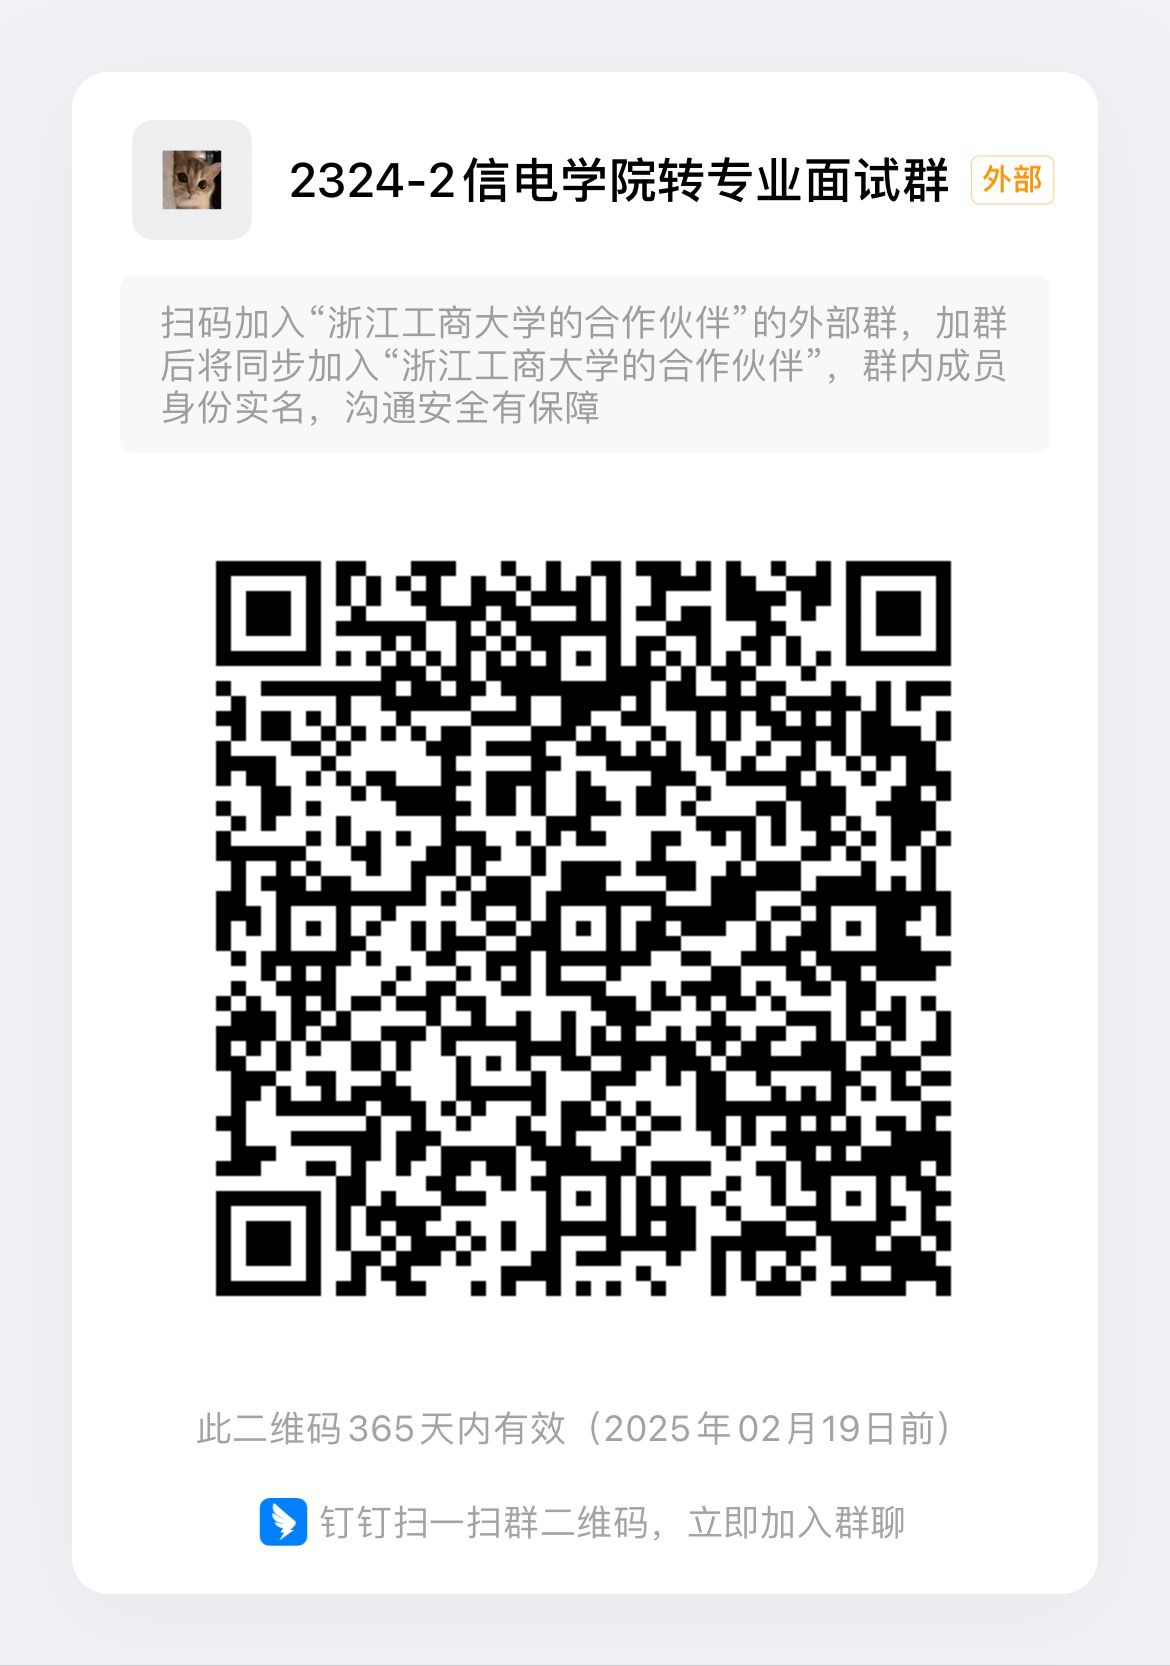 2324-2信电学院转专业面试群 外部
扫码加入“浙江工商大学的合作伙伴”的外部群，加群
后将同步加入“浙江工商大学的合作伙伴”，群内成员
身份实名，沟通安全有保障
此二维码365天内有效（2025年02月19日前）
钉钉扫一扫群二维码，立即加入群聊